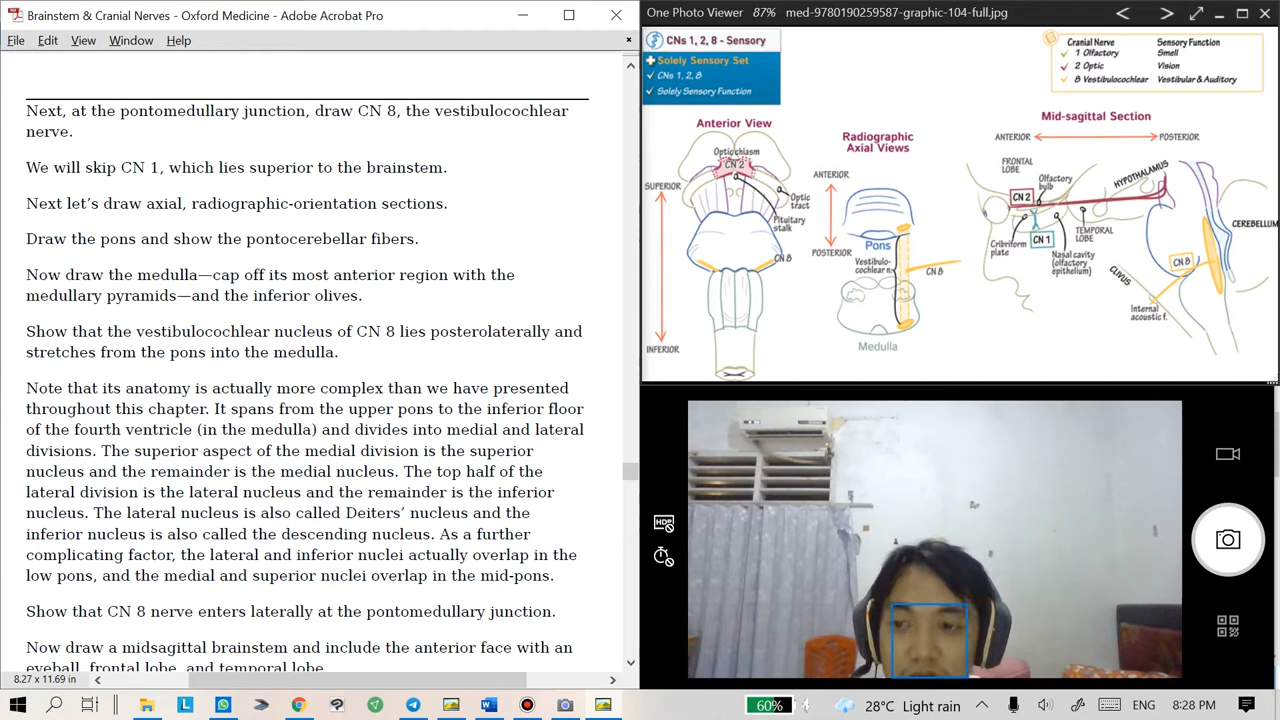 Brainstem & Cranial Nerves - Oxford Medicine - Adobe Acrobat Pro
File Edit View Window Help
Next, at the pontomedullary junction, draw CN 8, the vestibulocochlear
nerve.
We will skip CN 1, which lies superior to the brainstem.
Next let's draw axial, radiographic-orientation sections.
Draw the pons and show the pontocerebellar fibers.
Now draw the medulla—cap off its most anterior region with the
medullary pyramids—and the inferior olives.
Show that the vestibulocochlear nucleus of CN 8 lies posterolaterally and
stretches from the pons into the medulla.
Note that its anatomy is actually more complex than we have presented
throughout this chapter. It spans from the upper pons to the inferior floor
of the fourth ventricle (in the medulla) and divides into medial and lateral
divisions. The superior aspect of the medial division is the superior
nucleus and the remainder is the medial nucleus. The top half of the
lateral division is the lateral nucleus and the remainder is the inferior
nucleus. The lateral nucleus is also called Deiters' nucleus and the
inferior nucleus is also called the descending nucleus. As a further
complicating factor, the lateral and inferior nuclei actually overlap in the
low pons, and the medial and superior nuclei overlap in the mid-pons.
Show that CN 8 nerve enters laterally at the pontomedullary junction.
Now draw a midsagittal brainstem and include the anterior face with an
eyeball, frontal lobe, and temporal lobe.
8.27 x 11.69 in
One Photo Viewer 87% med-9780190259587-graphic-104-full.jpg
CNs 1, 2, 8 - Sensory
Solely Sensory Set
CNs 1, 2, 8
Solely Sensory Function
Cranial Nerve Sensory Function
1 Olfactory Smell
2 Optic Vision
8 Vestibulocochlear Vestibular & Auditory
Anterior View
Optic chiasm
CN 2
SUPERIOR
INFERIOR
Optic
tract
Pituitary
stalk
CN 8
Radiographic
Axial Views
ANTERIOR
POSTERIOR
Pons
Vestibulo-
cochlear n.
CN 8
Medulla
Mid-sagittal Section
ANTERIOR POSTERIOR
FRONTAL
LOBE
Olfactory
bulb
HYPOTHALAMUS
CN 2
CN 1
Cribriform
plate
Nasal cavity
(olfactory
epithelium)
TEMPORAL
LOBE
CEREBELLUM
CLIVUS
CN 8
Internal
acoustic f.
HDR
60%
28°C Light rain
ENG
8:28 PM